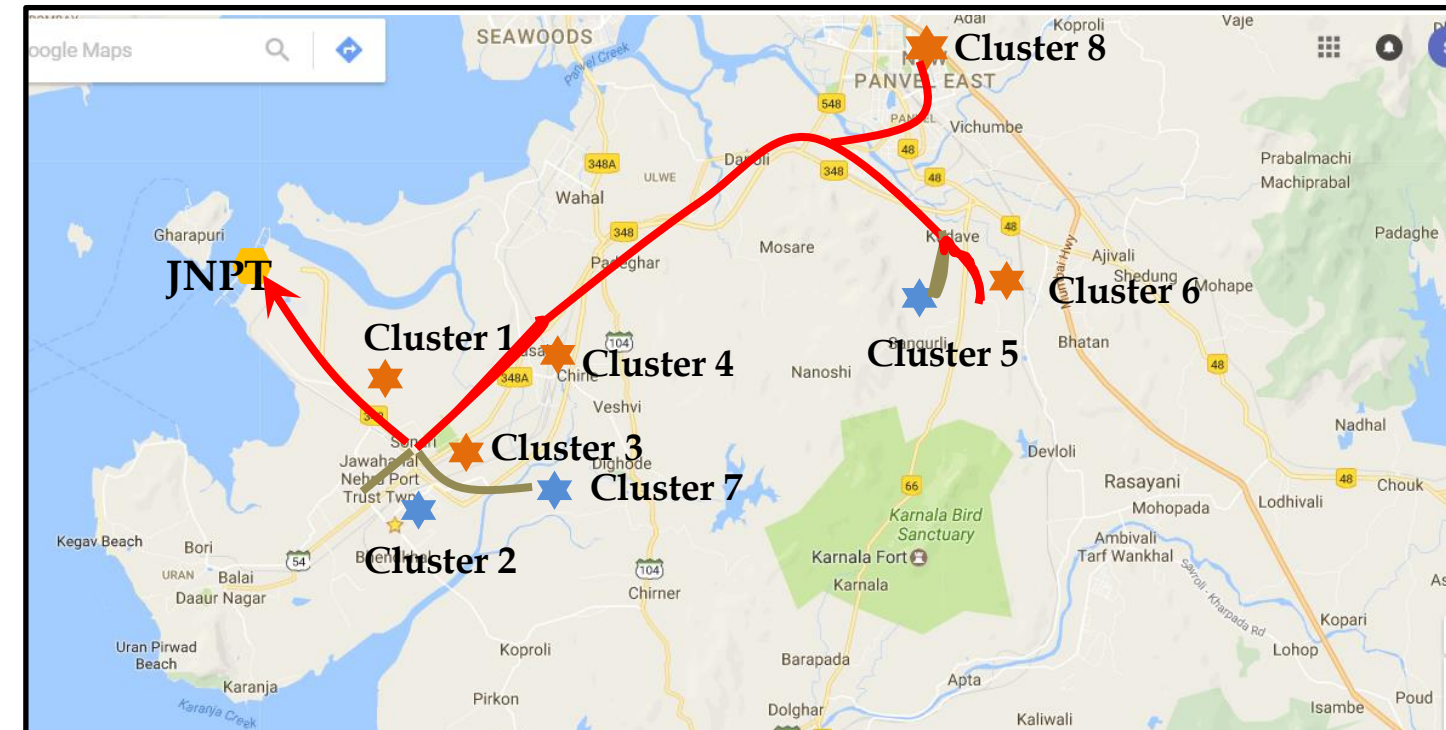 oogle Maps
SEAWOODS
Panvel Creek
Adai
Koproli
Vaje
Cluster 8
PANVEL EAST
548
PANVEL
Vichumbe
48
348
48
348A
ULWE
Dapoli
Wahal
Prabalmachi
Machiprabal
Gharapuri
JNPT
348
Padeghar
Mosare
48
Padaghe
Ajivali
Shedung
Mohape
Cluster 6
Cluster 1
104
Cluster 4
348A
Chirle
Nanoshi
Cluster 5
Bhatan
48
Veshvi
Cluster 3
Nadhal
Jawaharlal
Nehru Port
Trust Twp
Dighode
Cluster 7
Devloli
66
Rasayani
48
Chouk
Mohopada
Lodhivali
Karnala Bird
Sanctuary
Kegav Beach
Bori
54
Cluster 2
URAN
Balai
Daaur Nagar
104
Chirner
Karnala Fort
Karnala
Ambivali
Tarf Wankhal
Savroli - Kharpada Rd
Kopari
Lohop
Uran Pirwad
Beach
Koproli
Barapada
Karanja
Pirkon
Apta
Karanja Creek
Dolghar
Kaliwali
Isambe
Poud